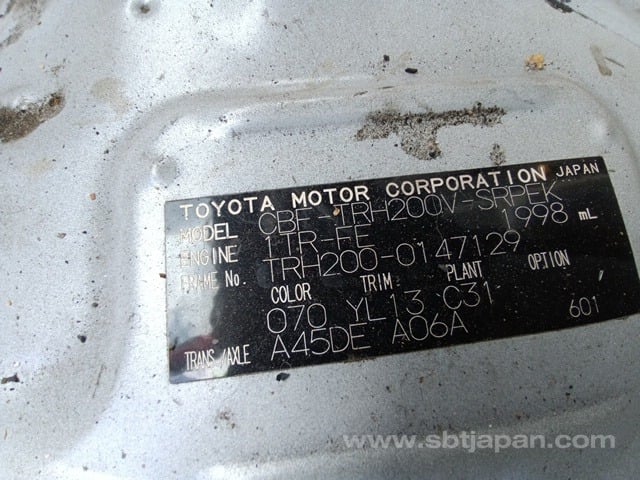 TOYOTA MOTOR CORPORATION JAPAN
MODEL CBF-TRH200V-SRPEK
ENGINE 1TR-FE 1998 mL
FRAME No. TRH200-0147129
COLOR TRIM PLANT OPTION
070 YL13 C31
TRANS/AXLE A45DE A06A 601
www.sbtjapan.com